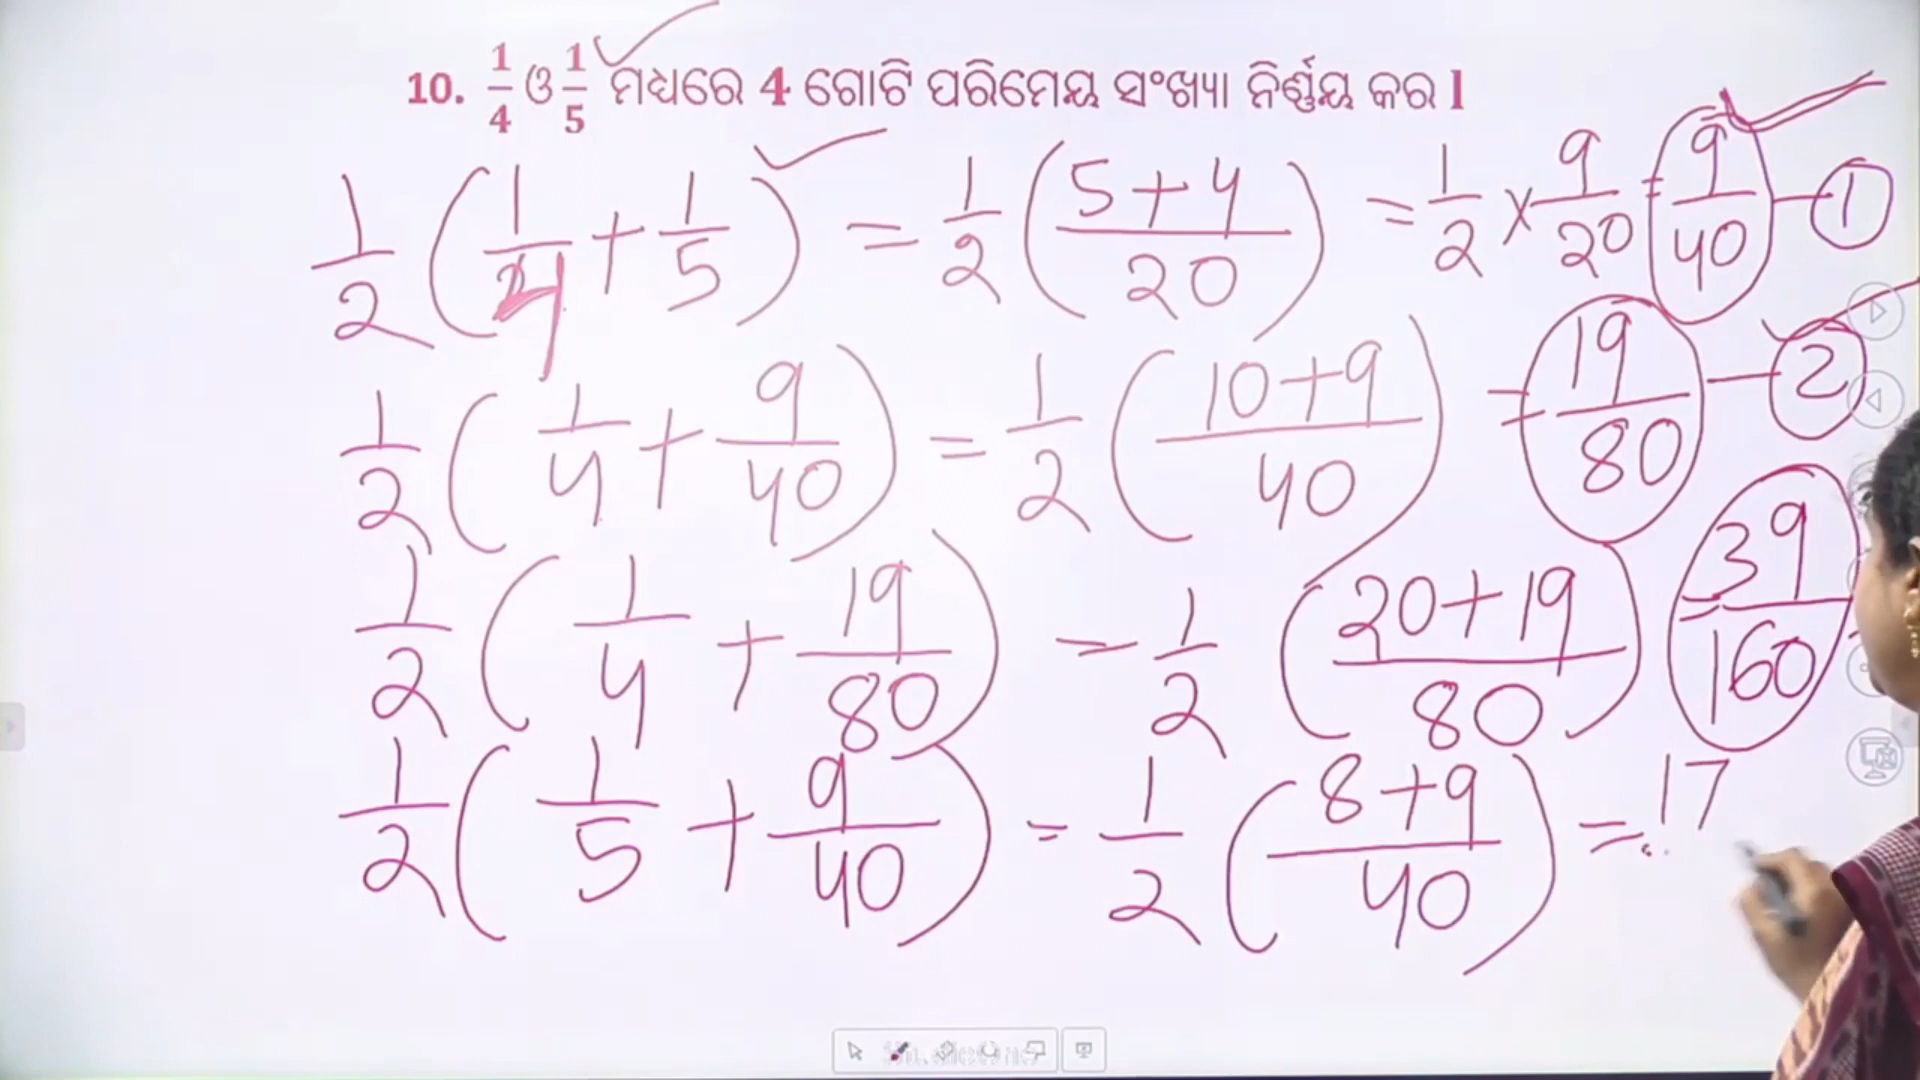 10. 1/4 ଓ 1/5 ମଧ୍ୟରେ 4 ଗୋଟି ପରିମେୟ ସଂଖ୍ୟା ନିର୍ଣ୍ଣୟ କର l
1/2 (1/4 + 1/5) = 1/2 (5+4/20) = 1/2 × 9/20 = 9/40 — 1
1/2 (1/4 + 9/40) = 1/2 (10+9/40) = 19/80 — 2
1/2 (1/4 + 19/80) = 1/2 (20+19/80) = 39/160
1/2 (1/5 + 9/40) = 1/2 (8+9/40) = 17